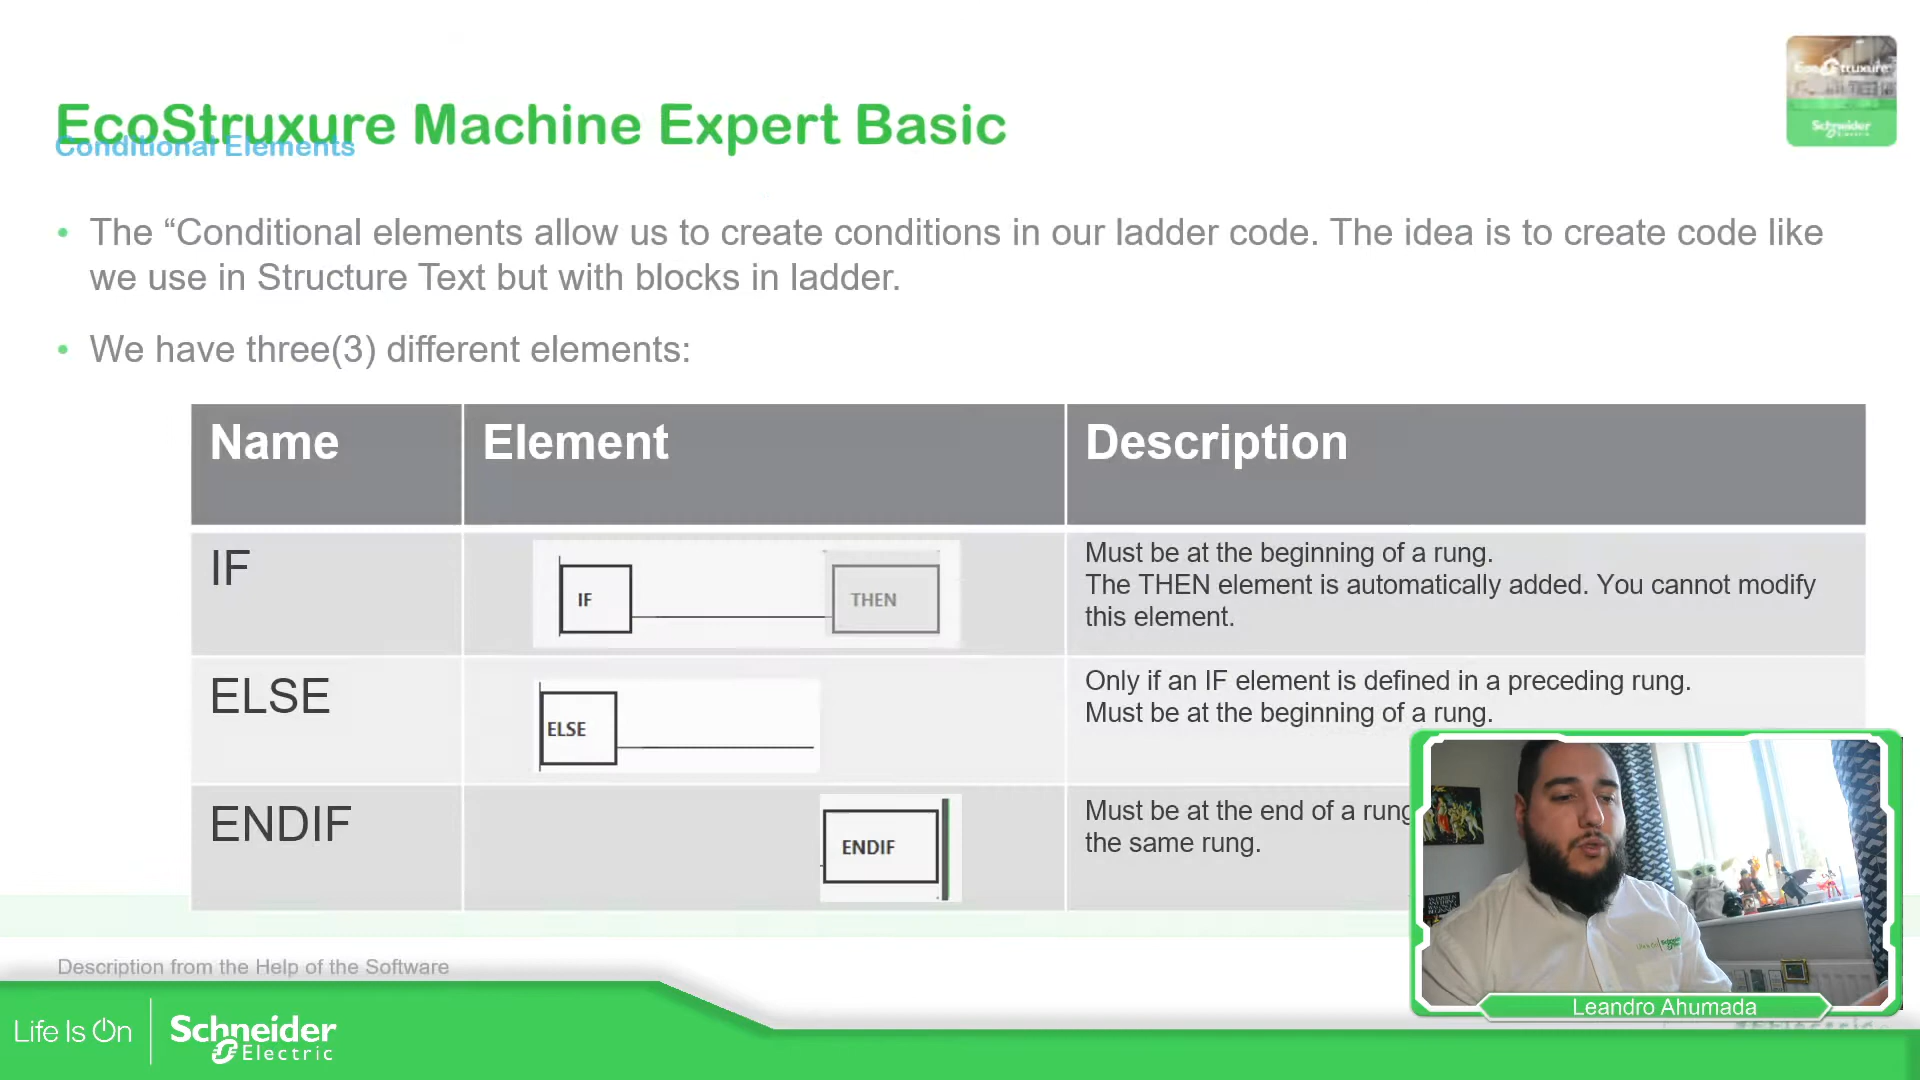 EcoStruxure Machine Expert Basic
Conditional Elements
EcoStruxure
Schneider
Electric
• The “Conditional elements allow us to create conditions in our ladder code. The idea is to create code like
we use in Structure Text but with blocks in ladder.
• We have three(3) different elements:
Name Element Description
IF
IF THEN
Must be at the beginning of a rung.
The THEN element is automatically added. You cannot modify
this element.
ELSE
ELSE
Only if an IF element is defined in a preceding rung.
Must be at the beginning of a rung.
ENDIF
ENDIF
Must be at the end of a rung
the same rung.
Description from the Help of the Software
Leandro Ahumada
Life Is On
Schneider
Electric